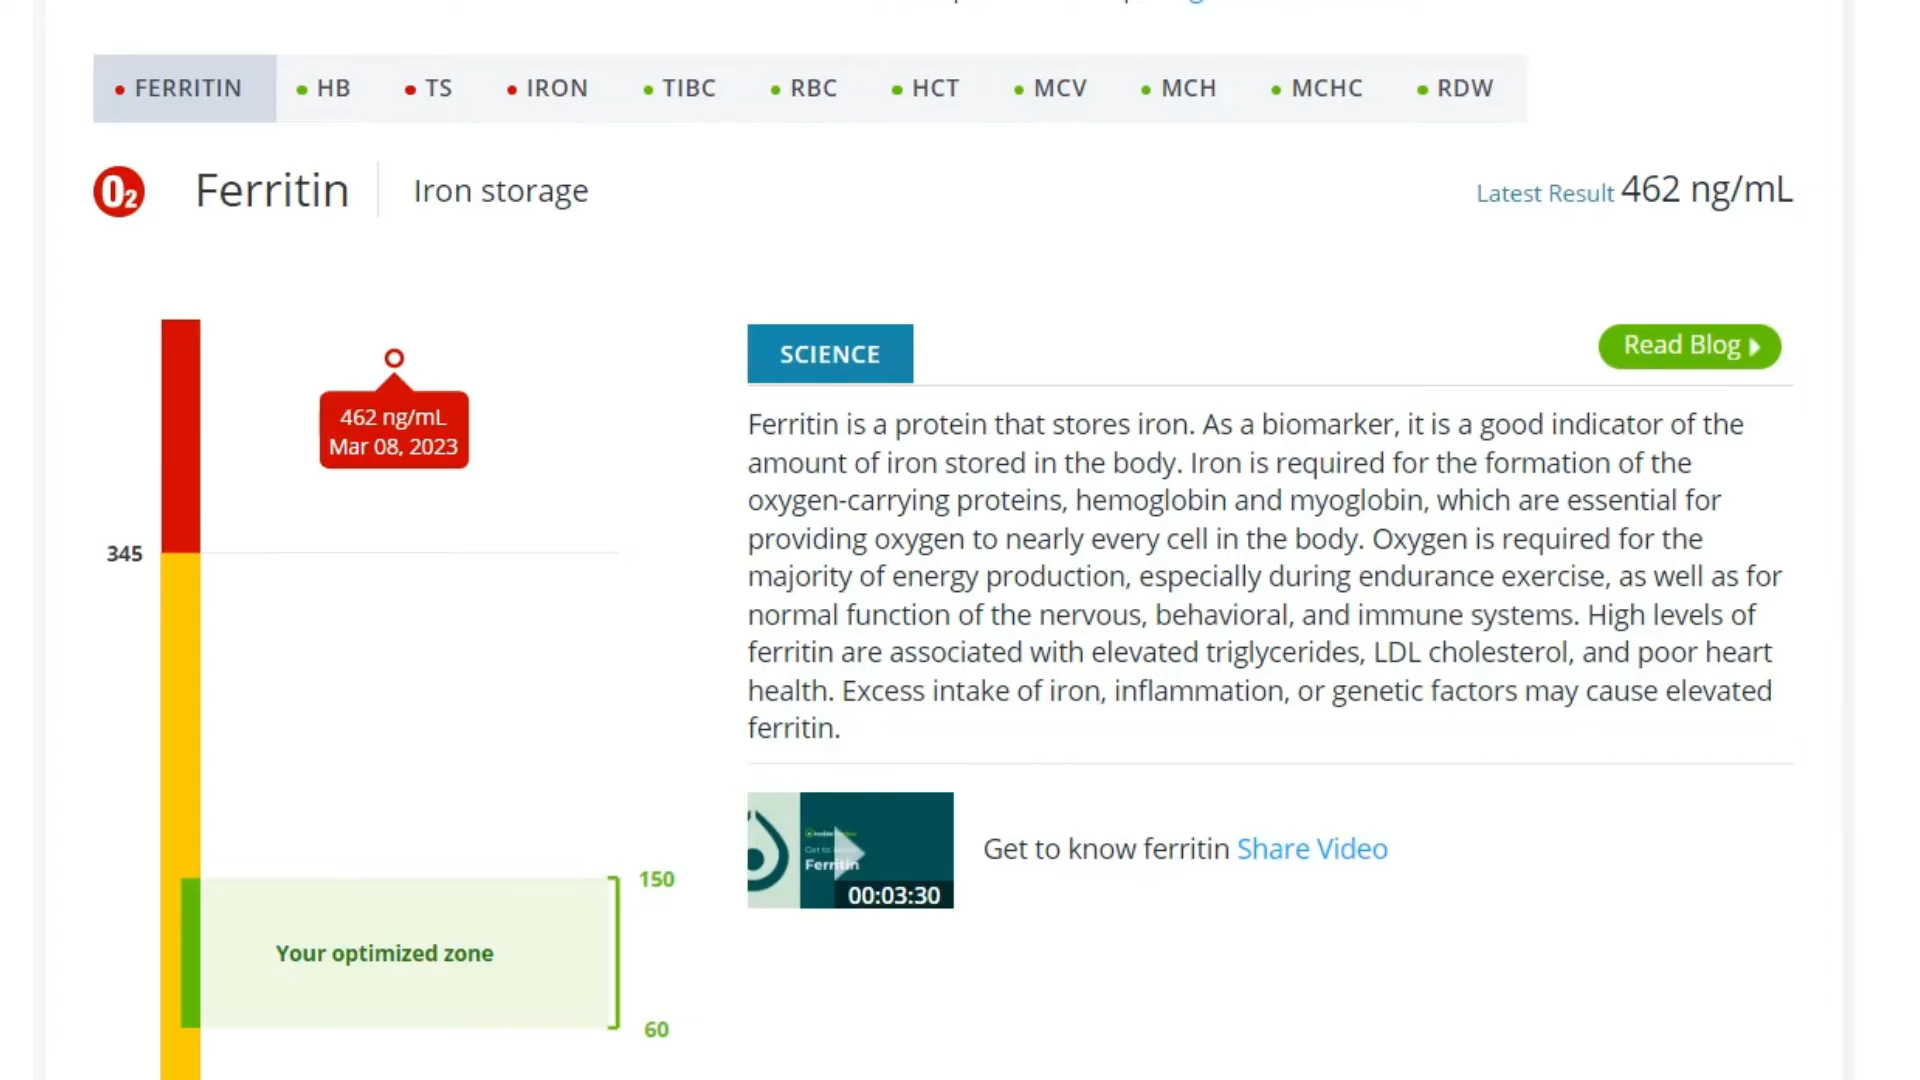 FERRITIN HB TS IRON TIBC RBC HCT MCV MCH MCHC RDW
O2 Ferritin Iron storage Latest Result 462 ng/mL
462 ng/mL
Mar 08, 2023
345
150
Your optimized zone
60
SCIENCE Read Blog
Ferritin is a protein that stores iron. As a biomarker, it is a good indicator of the
amount of iron stored in the body. Iron is required for the formation of the
oxygen-carrying proteins, hemoglobin and myoglobin, which are essential for
providing oxygen to nearly every cell in the body. Oxygen is required for the
majority of energy production, especially during endurance exercise, as well as for
normal function of the nervous, behavioral, and immune systems. High levels of
ferritin are associated with elevated triglycerides, LDL cholesterol, and poor heart
health. Excess intake of iron, inflammation, or genetic factors may cause elevated
ferritin.
Get to
Ferritin
00:03:30
Get to know ferritin Share Video